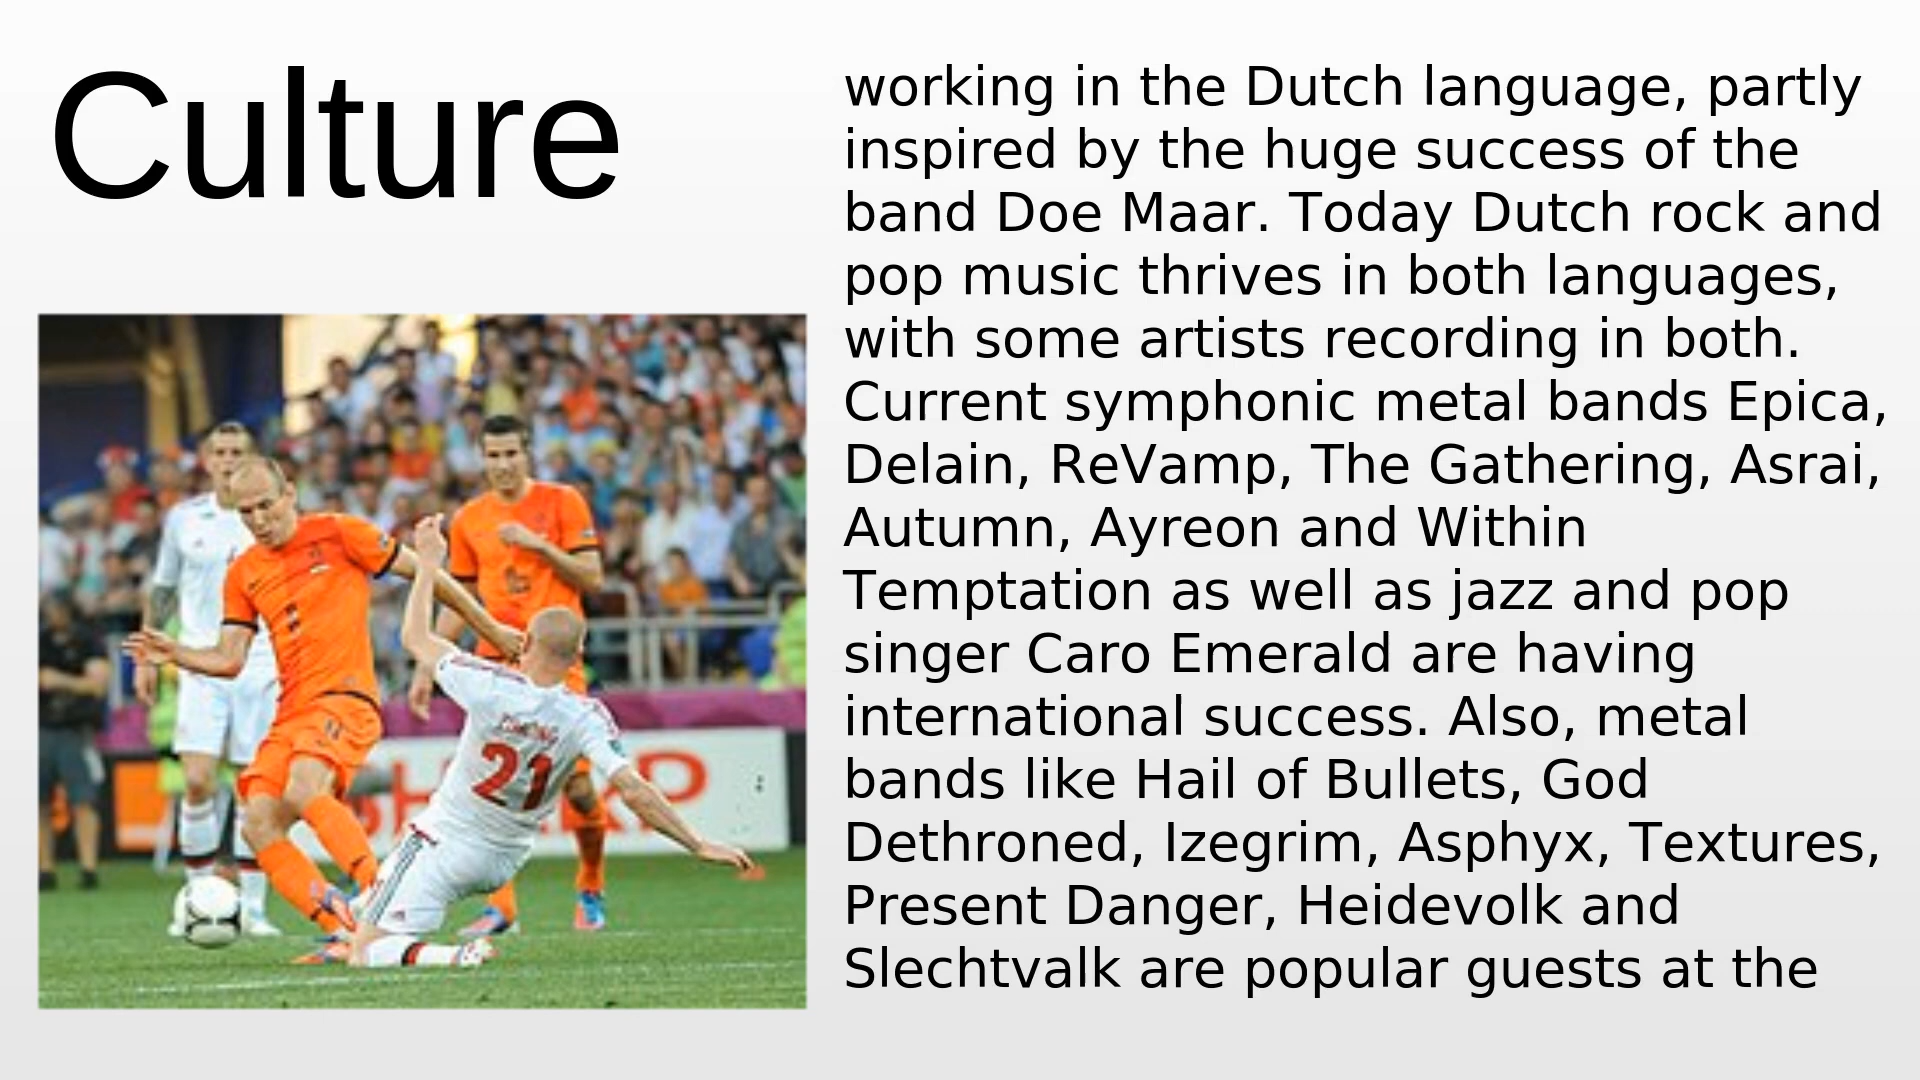 Culture
working in the Dutch language, partly
inspired by the huge success of the
band Doe Maar. Today Dutch rock and
pop music thrives in both languages,
with some artists recording in both.
Current symphonic metal bands Epica,
Delain, ReVamp, The Gathering, Asrai,
Autumn, Ayreon and Within
Temptation as well as jazz and pop
singer Caro Emerald are having
international success. Also, metal
bands like Hail of Bullets, God
Dethroned, Izegrim, Asphyx, Textures,
Present Danger, Heidevolk and
Slechtvalk are popular guests at the
21